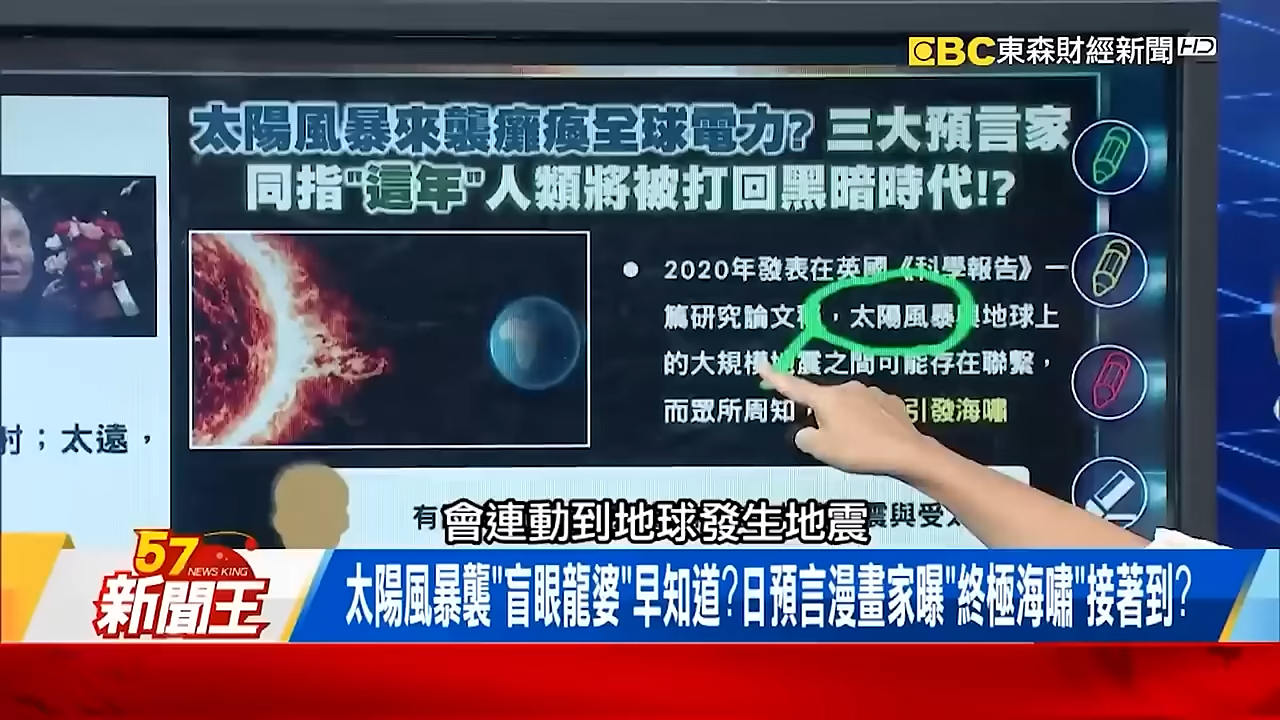 EBC東森財經新聞HD
太陽風暴來襲癱瘓全球電力?三大預言家
同指"這年"人類將被打回黑暗時代!?
2020年發表在英國《科學報告》一
篇研究論文稱，太陽風暴與地球上
的大規模地震之間可能存在聯繫，
而眾所周知，
引發海嘯
射；太遠，
有
震與受太
會連動到地球發生地震
57
NEWS KING
新聞王
太陽風暴襲"盲眼龍婆"早知道?日預言漫畫家曝"終極海嘯"接著到?